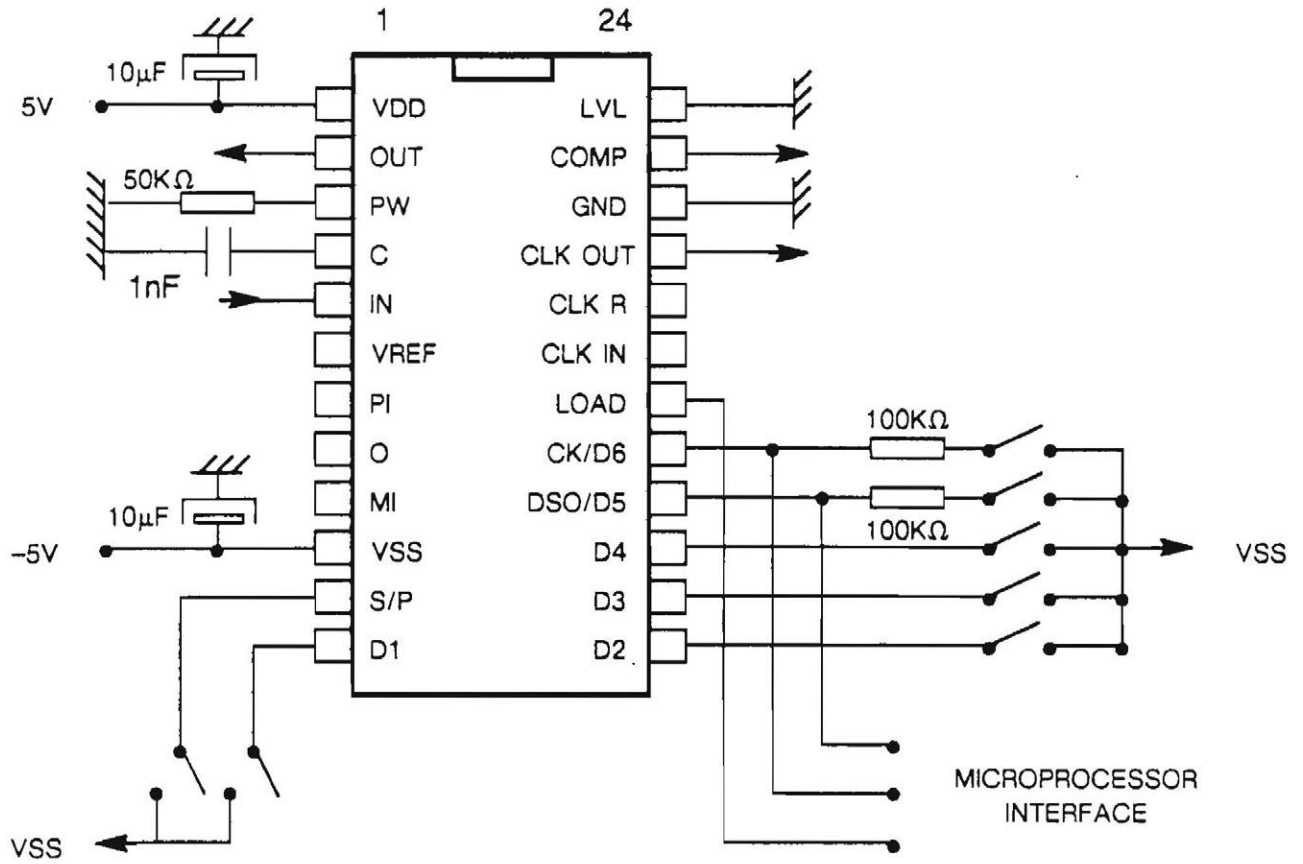 1 24
10µF
5V
VDD LVL
OUT COMP
50KΩ
PW GND
C CLK OUT
1nF
IN CLK R
VREF CLK IN
PI LOAD
100KΩ
O CK/D6
MI DSO/D5
10µF
100KΩ
-5V
VSS D4
VSS
S/P D3
D1 D2
MICROPROCESSOR
INTERFACE
VSS